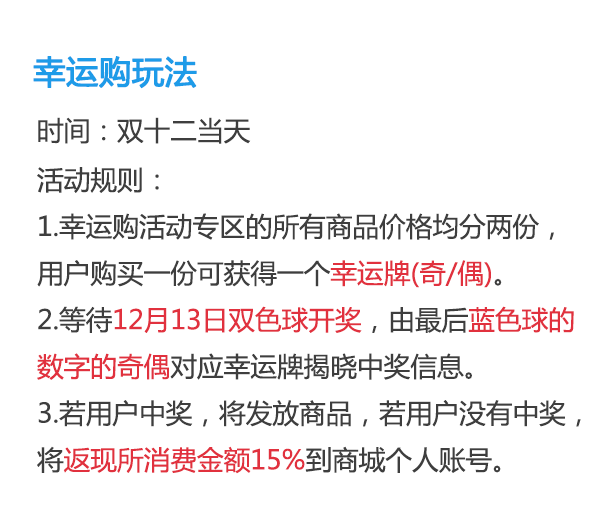 幸运购玩法
时间：双十二当天
活动规则：
1.幸运购活动专区的所有商品价格均分两份，
用户购买一份可获得一个幸运牌(奇/偶)。
2.等待12月13日双色球开奖，由最后蓝色球的
数字的奇偶对应幸运牌揭晓中奖信息。
3.若用户中奖，将发放商品，若用户没有中奖，
将返现所消费金额15%到商城个人账号。